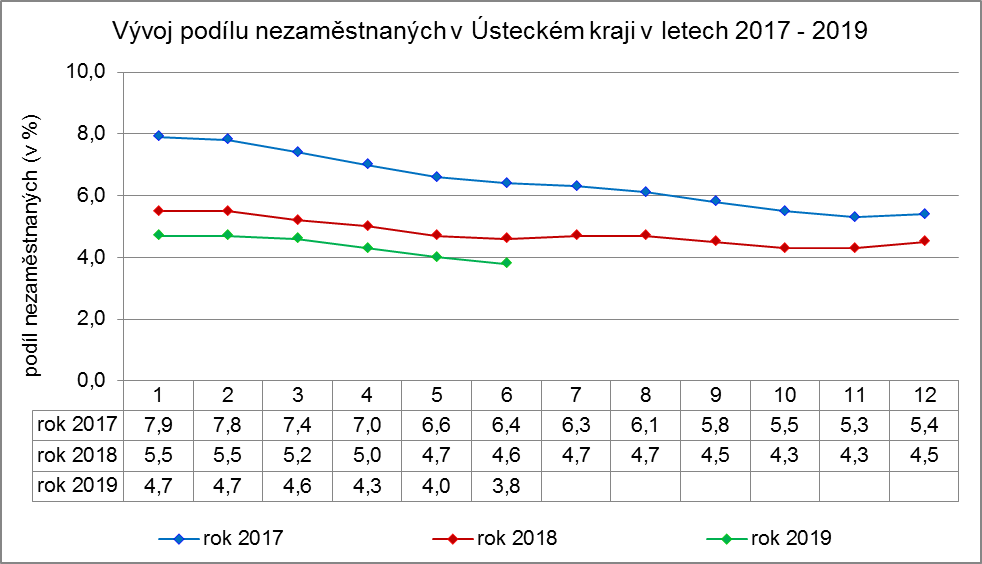 Vývoj podílu nezaměstnaných v Ústeckém kraji v letech 2017 - 2019
podíl nezaměstnaných (v %)
10,0
8,0
6,0
4,0
2,0
0,0
1 2 3 4 5 6 7 8 9 10 11 12
rok 2017 7,9 7,8 7,4 7,0 6,6 6,4 6,3 6,1 5,8 5,5 5,3 5,4
rok 2018 5,5 5,5 5,2 5,0 4,7 4,6 4,7 4,7 4,5 4,3 4,3 4,5
rok 2019 4,7 4,7 4,6 4,3 4,0 3,8
rok 2017 rok 2018 rok 2019